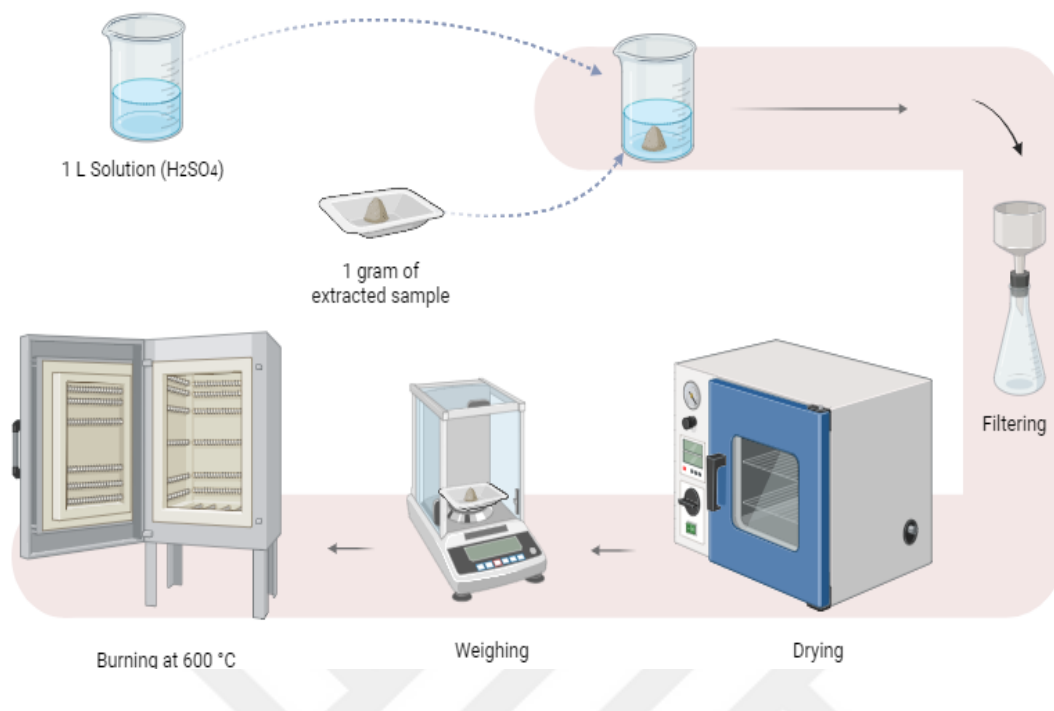 1 L Solution (H₂SO₄)
1 gram of
extracted sample
Filtering
Drying
Weighing
Burning at 600 °C